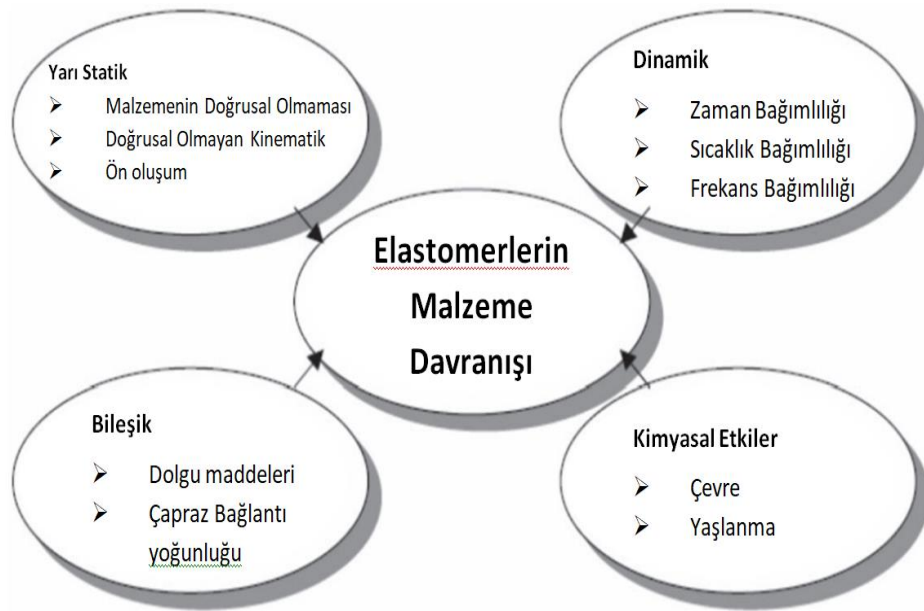 Yarı Statik
Malzemenin Doğrusal Olmaması
Doğrusal Olmayan Kinematik
Ön oluşum
Dinamik
Zaman Bağımlılığı
Sıcaklık Bağımlılığı
Frekans Bağımlılığı
Elastomerlerin
Malzeme
Davranışı
Bileşik
Dolgu maddeleri
Çapraz Bağlantı
yoğunluğu
Kimyasal Etkiler
Çevre
Yaşlanma